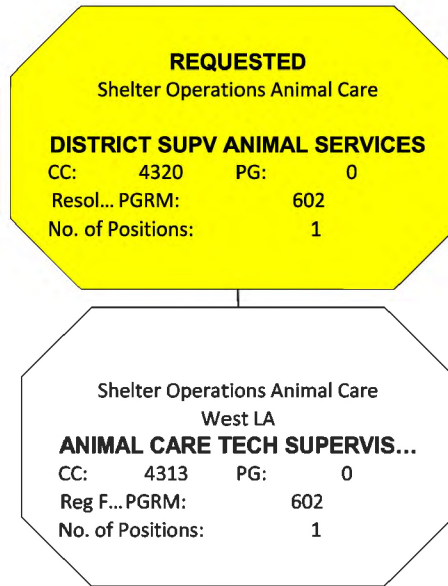 REQUESTED
Shelter Operations Animal Care
DISTRICT SUPV ANIMAL SERVICES
CC: 4320 PG: 0
Resol... PGRM: 602
No. of Positions: 1
Shelter Operations Animal Care
West LA
ANIMAL CARE TECH SUPERVIS...
CC: 4313 PG: 0
Reg F... PGRM: 602
No. of Positions: 1